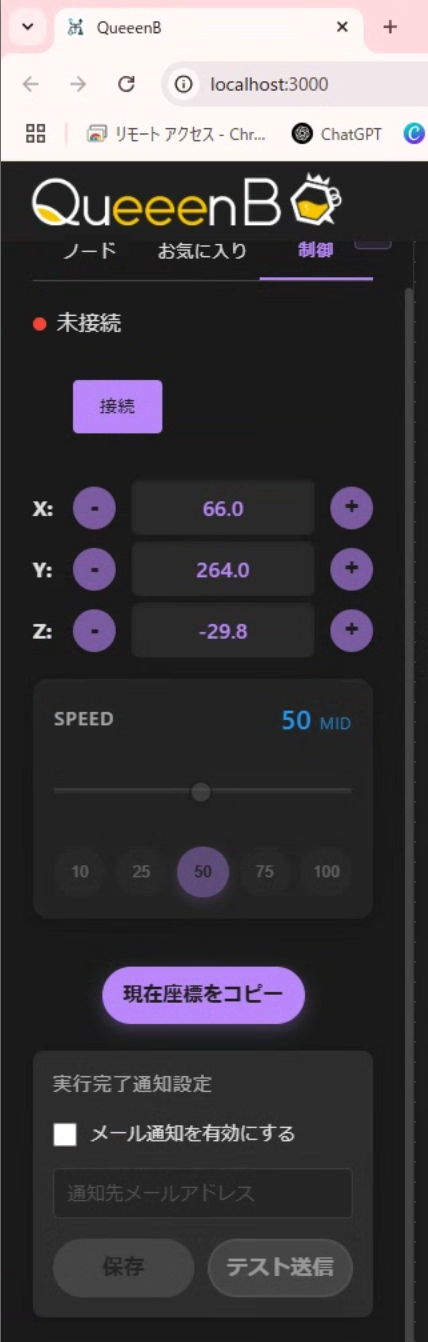 QueeenB
localhost:3000
リモート アクセス - Chr...
ChatGPT
QueeenB
ノード お気に入り 制御
未接続
接続
X: - 66.0 +
Y: - 264.0 +
Z: - -29.8 +
SPEED 50 MID
10 25 50 75 100
現在座標をコピー
実行完了通知設定
メール通知を有効にする
通知先メールアドレス
保存 テスト送信